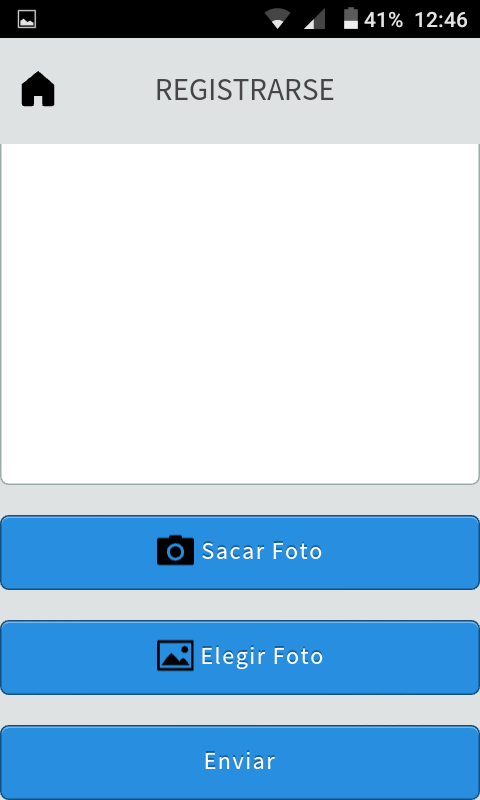 41% 12:46
REGISTRARSE
Sacar Foto
Elegir Foto
Enviar